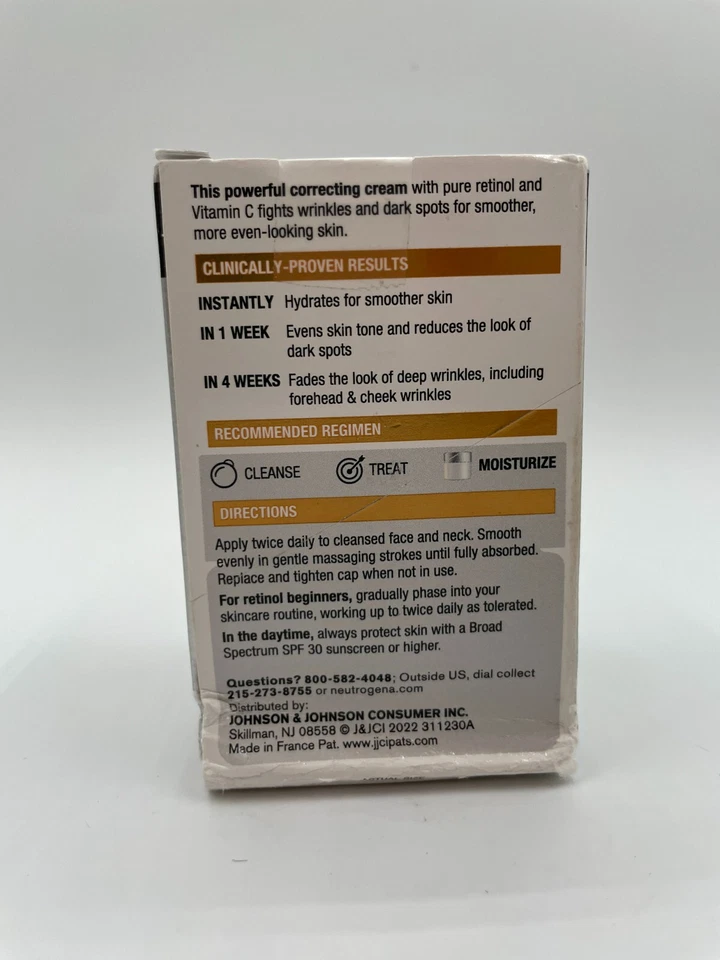 This powerful correcting cream with pure retinol and
Vitamin C fights wrinkles and dark spots for smoother,
more even-looking skin.
CLINICALLY-PROVEN RESULTS
INSTANTLY Hydrates for smoother skin
IN 1 WEEK Evens skin tone and reduces the look of
dark spots
IN 4 WEEKS Fades the look of deep wrinkles, including
forehead & cheek wrinkles
RECOMMENDED REGIMEN
CLEANSE TREAT MOISTURIZE
DIRECTIONS
Apply twice daily to cleansed face and neck. Smooth
evenly in gentle massaging strokes until fully absorbed.
Replace and tighten cap when not in use.
For retinol beginners, gradually phase into your
skincare routine, working up to twice daily as tolerated.
In the daytime, always protect skin with a Broad
Spectrum SPF 30 sunscreen or higher.
Questions? 800-582-4048; Outside US, dial collect
215-273-8755 or neutrogena.com
Distributed by:
JOHNSON & JOHNSON CONSUMER INC.
Skillman, NJ 08558 © J&JCI 2022 311230A
Made in France Pat. www.jjcipats.com